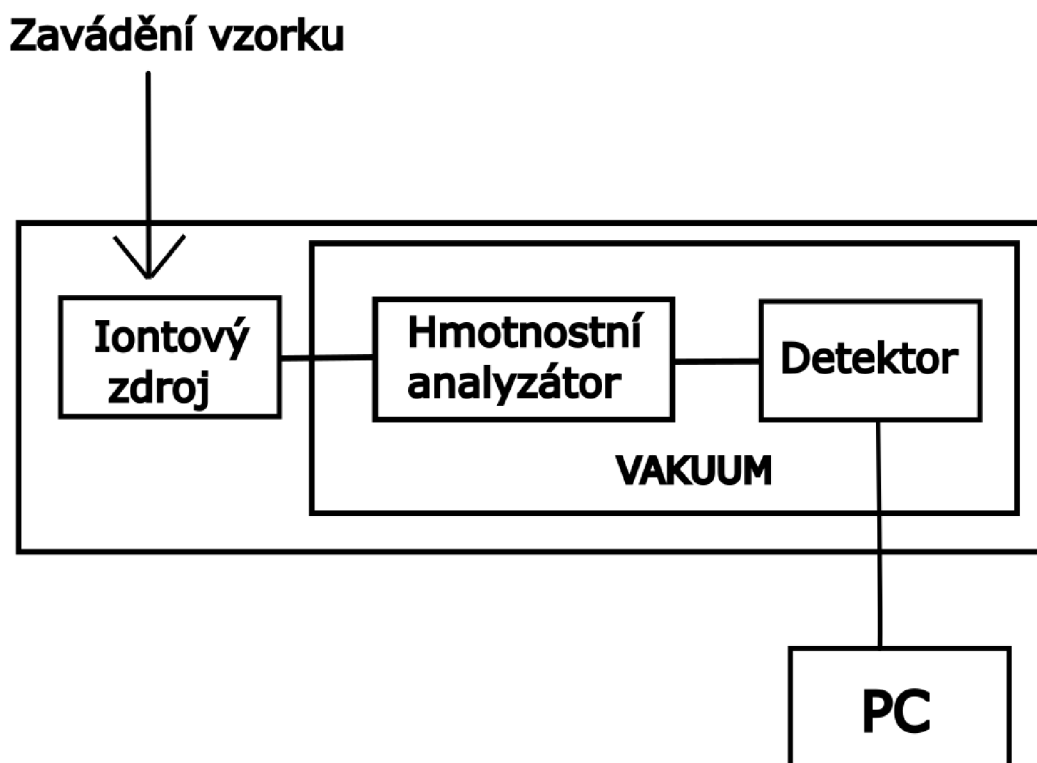 Zavádění vzorku
Iontový
zdroj
Hmotnostní
analyzátor
Detektor
VAKUUM
PC